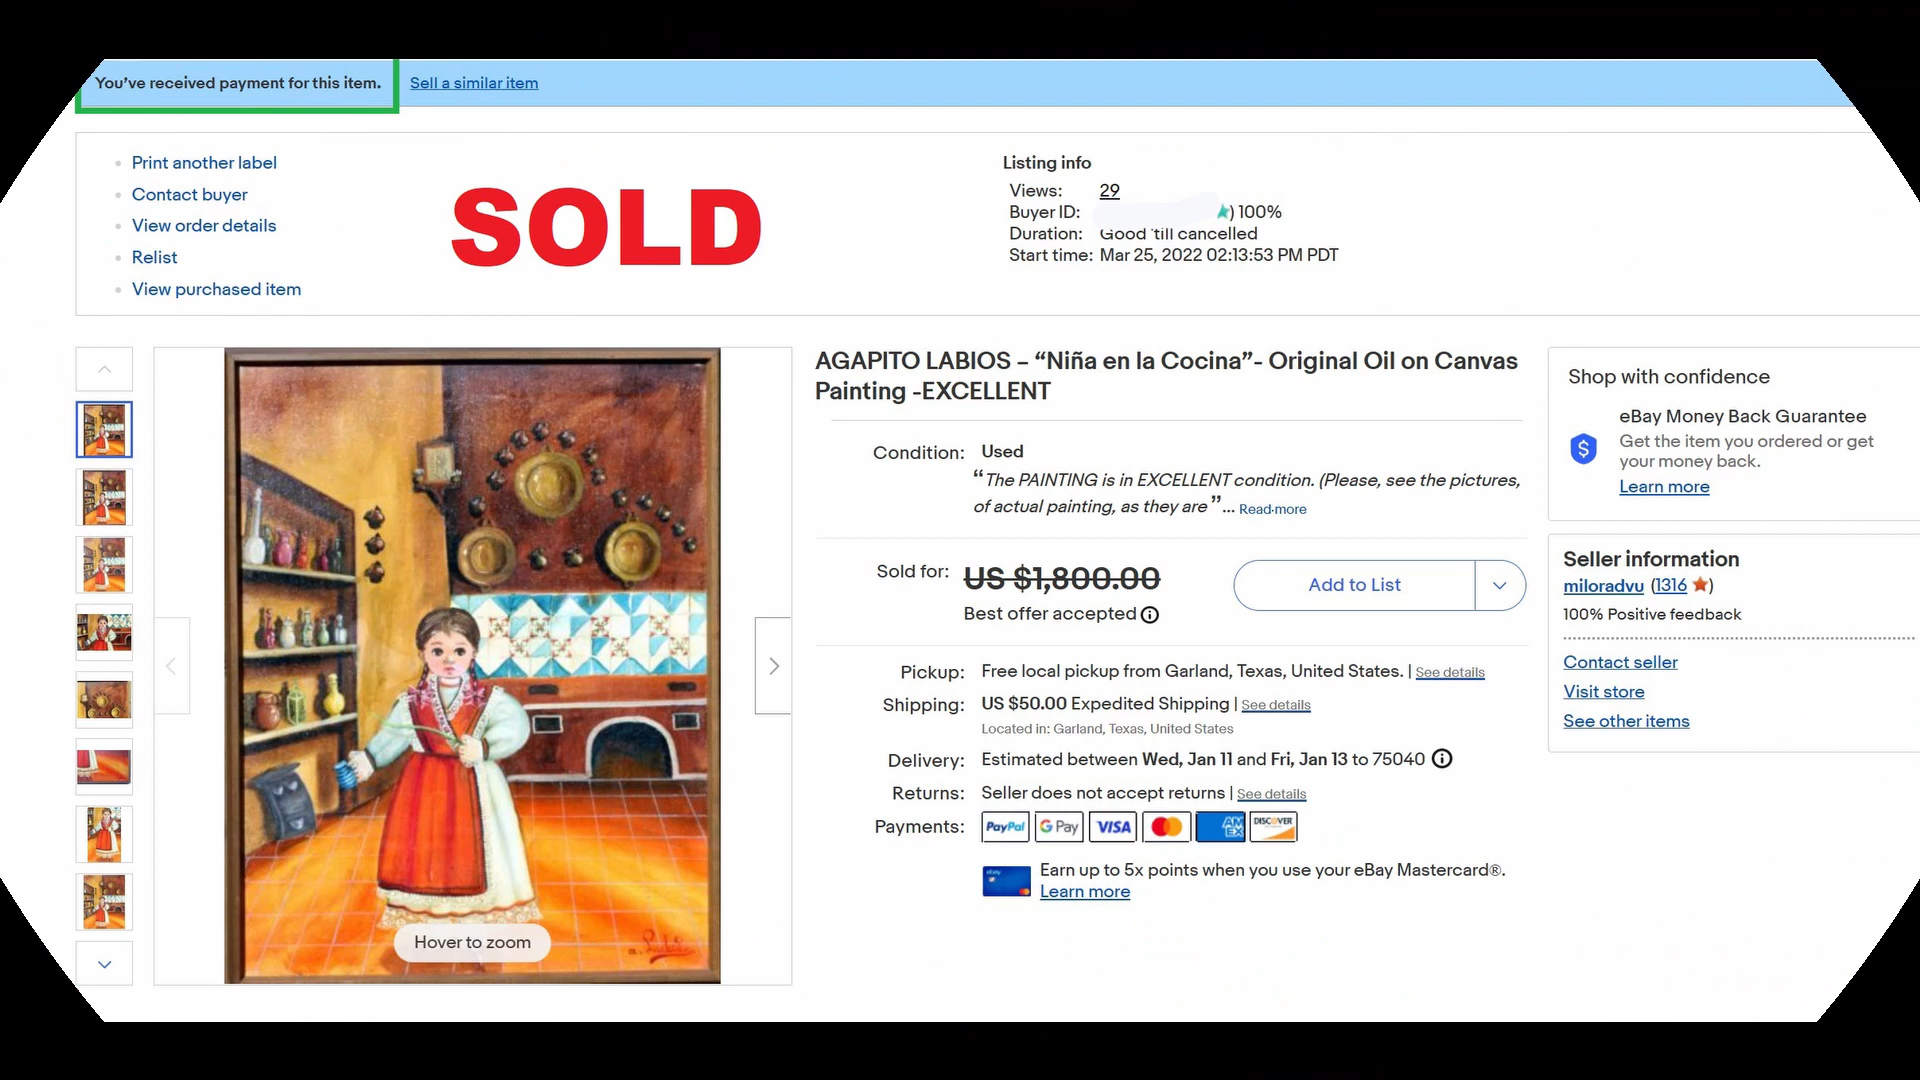 You've received payment for this item. Sell a similar item
Print another label
Contact buyer
View order details
Relist
View purchased item
SOLD
Listing info
Views: 29
Buyer ID: ) 100%
Duration: Good 'till cancelled
Start time: Mar 25, 2022 02:13:53 PM PDT
AGAPITO LABIOS – “Niña en la Cocina”- Original Oil on Canvas
Painting -EXCELLENT
Condition: Used
“The PAINTING is in EXCELLENT condition. (Please, see the pictures,
of actual painting, as they are ”... Read more
Sold for: US $1,800.00
Best offer accepted
Add to List
Pickup: Free local pickup from Garland, Texas, United States. | See details
Shipping: US $50.00 Expedited Shipping | See details
Located in: Garland, Texas, United States
Delivery: Estimated between Wed, Jan 11 and Fri, Jan 13 to 75040
Returns: Seller does not accept returns | See details
Payments: PayPal G Pay VISA AMEX DISCOVER
ebay
Earn up to 5x points when you use your eBay Mastercard®.
Learn more
Hover to zoom
Shop with confidence
eBay Money Back Guarantee
Get the item you ordered or get
your money back.
Learn more
Seller information
miloradvu (1316)
100% Positive feedback
Contact seller
Visit store
See other items